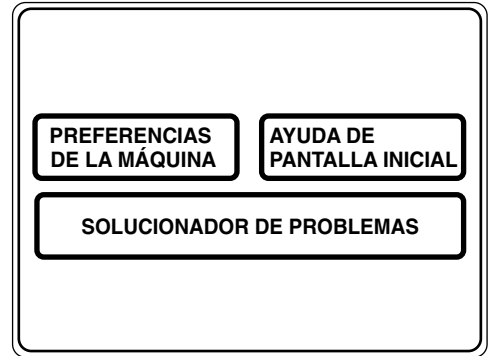 PREFERENCIAS
DE LA MÁQUINA
AYUDA DE
PANTALLA INICIAL
SOLUCIONADOR DE PROBLEMAS